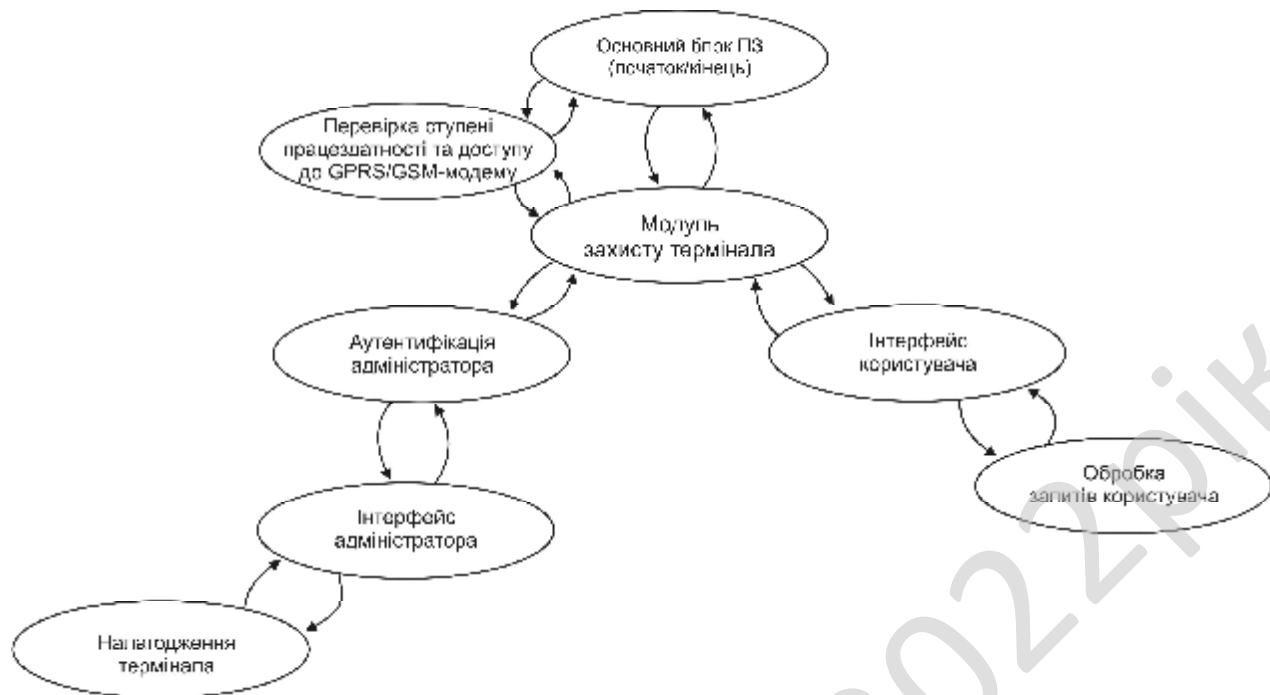 Основний блок ПЗ
(початок/кінець)
Перевірка ступені
працездатності та доступу
до GPRS/GSM-модему
Модуль
захисту термінала
Аутентифікація
адміністратора
Інтерфейс
користувача
Обробка
запитів користувача
Інтерфейс
адміністратора
Налагодження
термінала
022рік